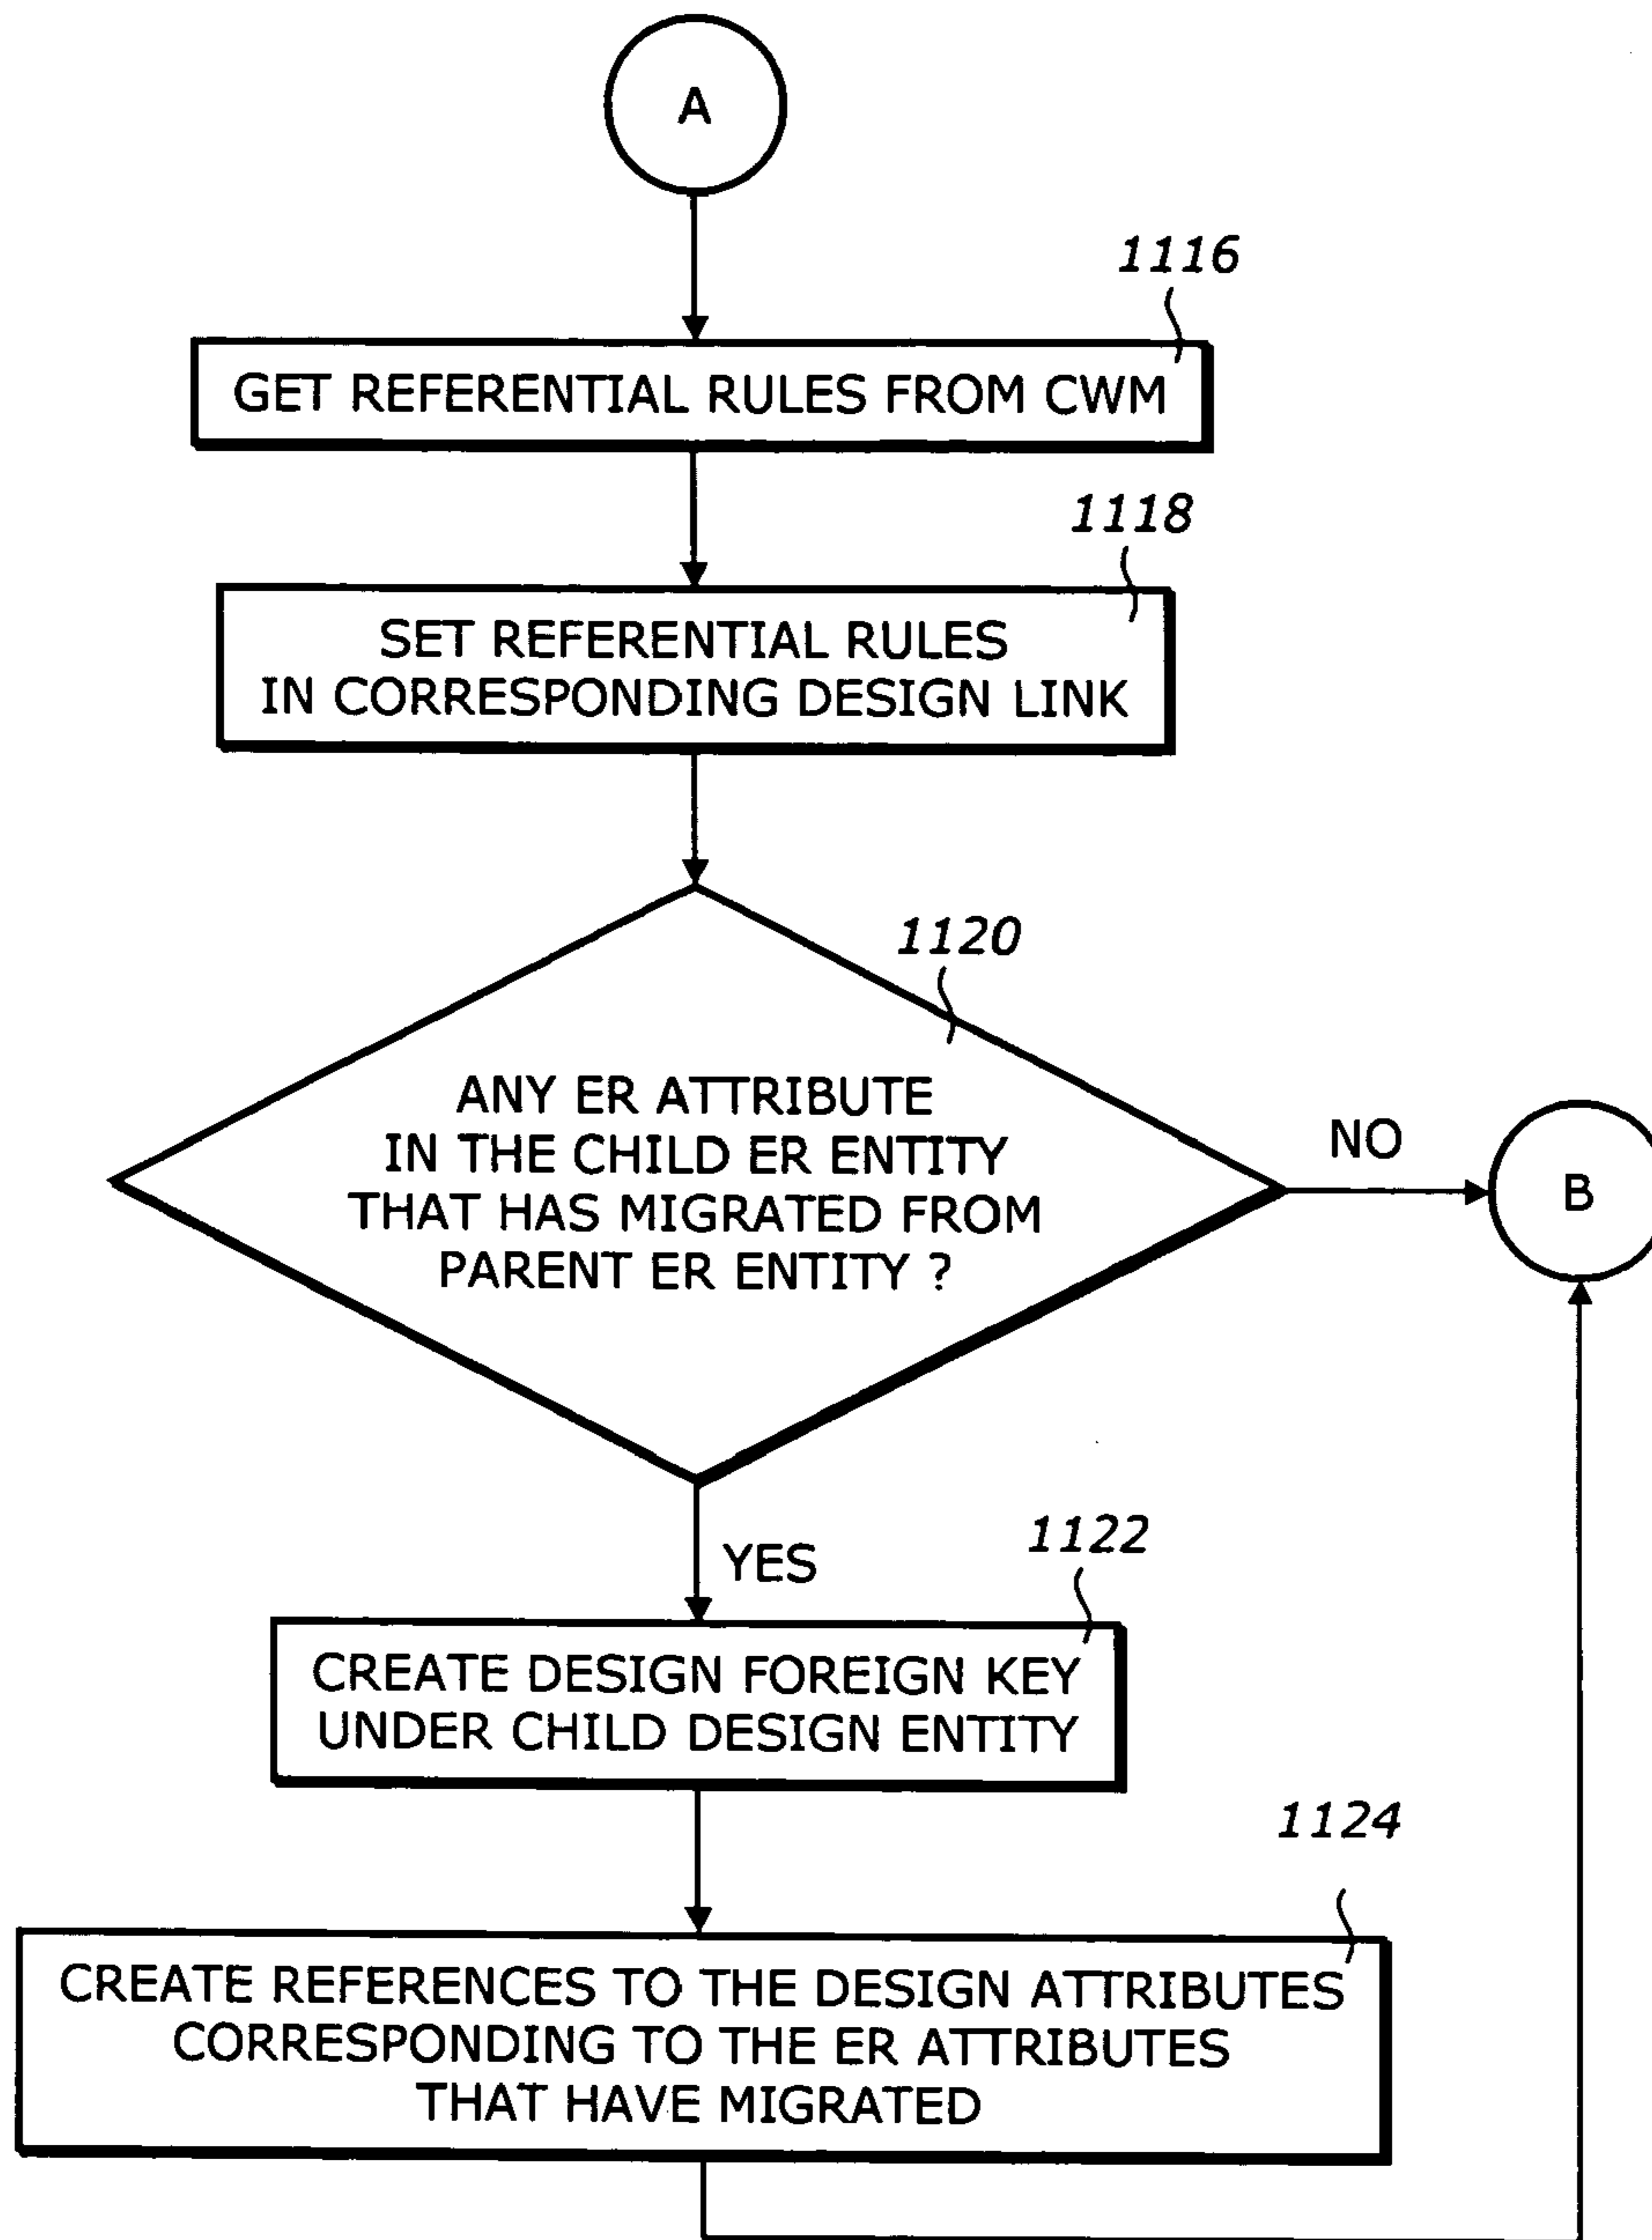 A
1116
GET REFERENTIAL RULES FROM CWM
1118
SET REFERENTIAL RULES
IN CORRESPONDING DESIGN LINK
1120
ANY ER ATTRIBUTE
IN THE CHILD ER ENTITY
THAT HAS MIGRATED FROM
PARENT ER ENTITY ?
NO
B
YES
1122
CREATE DESIGN FOREIGN KEY
UNDER CHILD DESIGN ENTITY
1124
CREATE REFERENCES TO THE DESIGN ATTRIBUTES
CORRESPONDING TO THE ER ATTRIBUTES
THAT HAVE MIGRATED